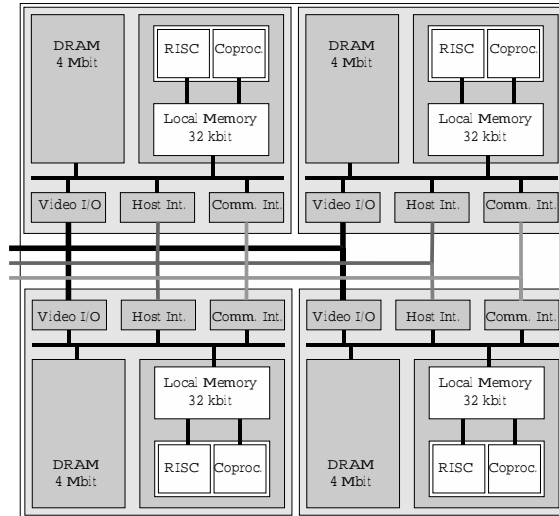 DRAM
4 Mbit
RISC
Coproc.
Local Memory
32 kbit
Video I/O
Host Int.
Comm. Int.
DRAM
4 Mbit
RISC
Coproc.
Local Memory
32 kbit
Video I/O
Host Int.
Comm. Int.
Video I/O
Host Int.
Comm. Int.
Local Memory
32 kbit
RISC
Coproc.
DRAM
4 Mbit
Video I/O
Host Int.
Comm. Int.
Local Memory
32 kbit
RISC
Coproc.
DRAM
4 Mbit